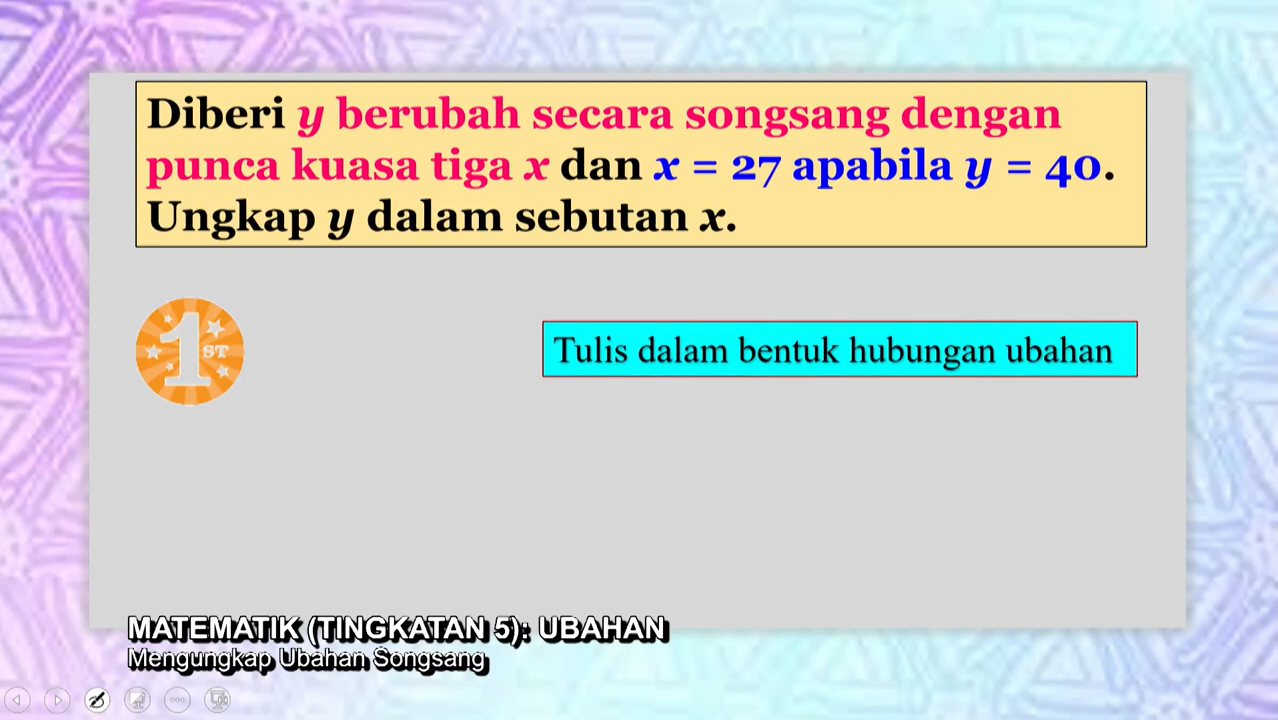 Diberi y berubah secara songsang dengan
punca kuasa tiga x dan x = 27 apabila y = 40.
Ungkap y dalam sebutan x.
1ST
Tulis dalam bentuk hubungan ubahan
MATEMATIK (TINGKATAN 5): UBAHAN
Mengungkap Ubahan Songsang